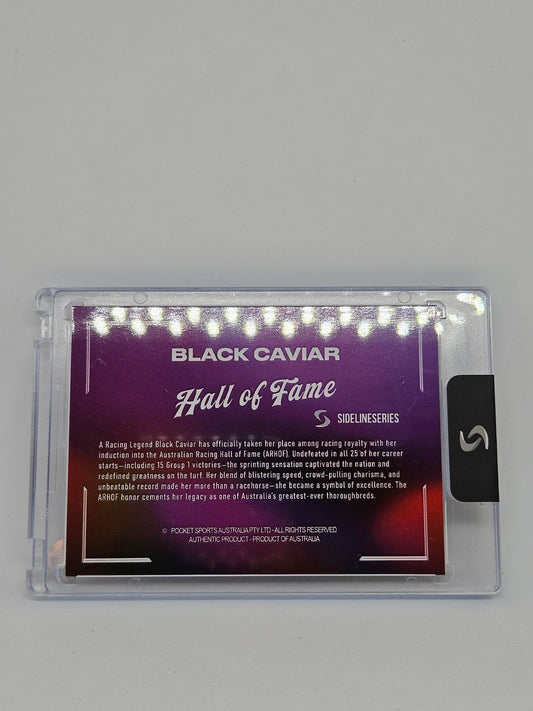 BLACK CAVIAR
Hall of Fame
SIDELINESERIES
A Racing Legend Black Caviar has officially taken her place among racing royalty with her
induction into the Australian Racing Hall of Fame (ARHOF). Undefeated in all 25 of her career
starts—including 15 Group 1 victories—the sprinting sensation captivated the nation and
redefined greatness on the turf. Her blend of blistering speed, crowd-pulling charisma, and
unbeatable record made her more than a racehorse—she became a symbol of excellence. The
ARHOF honor cements her legacy as one of Australia's greatest-ever thoroughbreds.
© POCKET SPORTS AUSTRALIA PTY LTD - ALL RIGHTS RESERVED
AUTHENTIC PRODUCT - PRODUCT OF AUSTRALIA